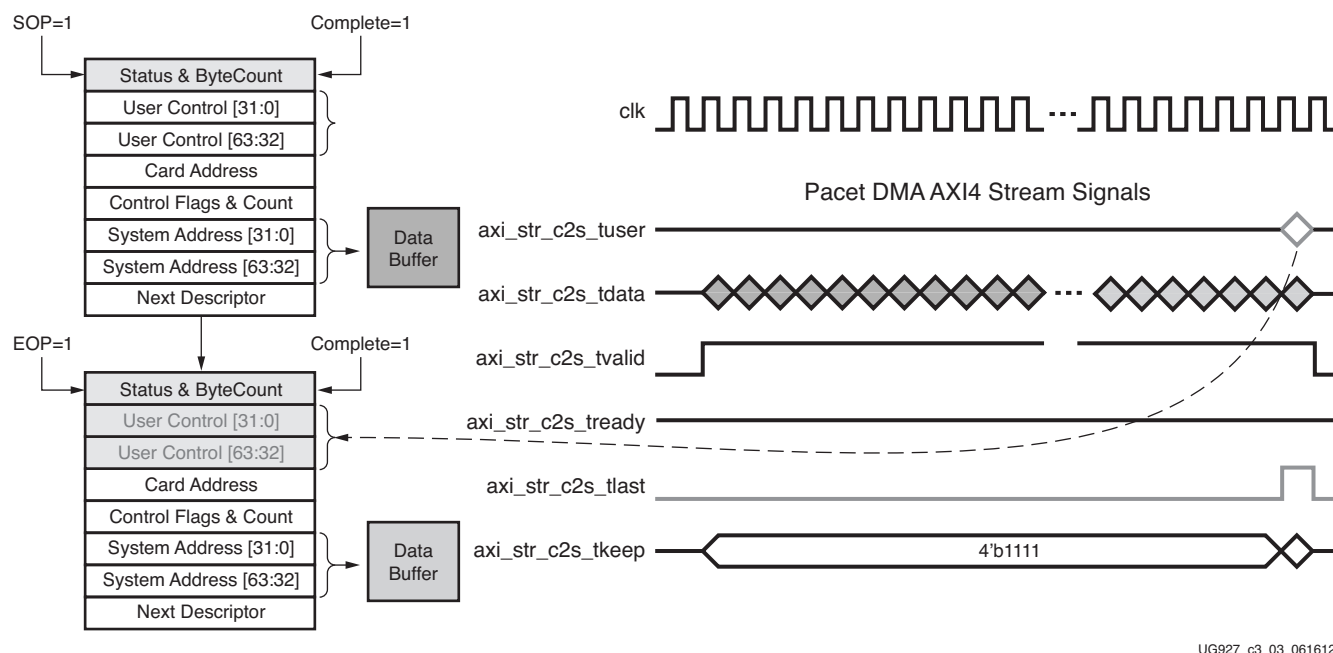 SOP=1
Complete=1
Status & ByteCount
User Control [31:0]
User Control [63:32]
Card Address
Control Flags & Count
System Address [31:0]
System Address [63:32]
Next Descriptor
Data
Buffer
EOP=1
Complete=1
Status & ByteCount
User Control [31:0]
User Control [63:32]
Card Address
Control Flags & Count
System Address [31:0]
System Address [63:32]
Next Descriptor
Data
Buffer
clk
Pacet DMA AXI4 Stream Signals
axi_str_c2s_tuser
axi_str_c2s_tdata
axi_str_c2s_tvalid
axi_str_c2s_tready
axi_str_c2s_tlast
axi_str_c2s_tkeep
4'b1111
UG927_c3_03_061612